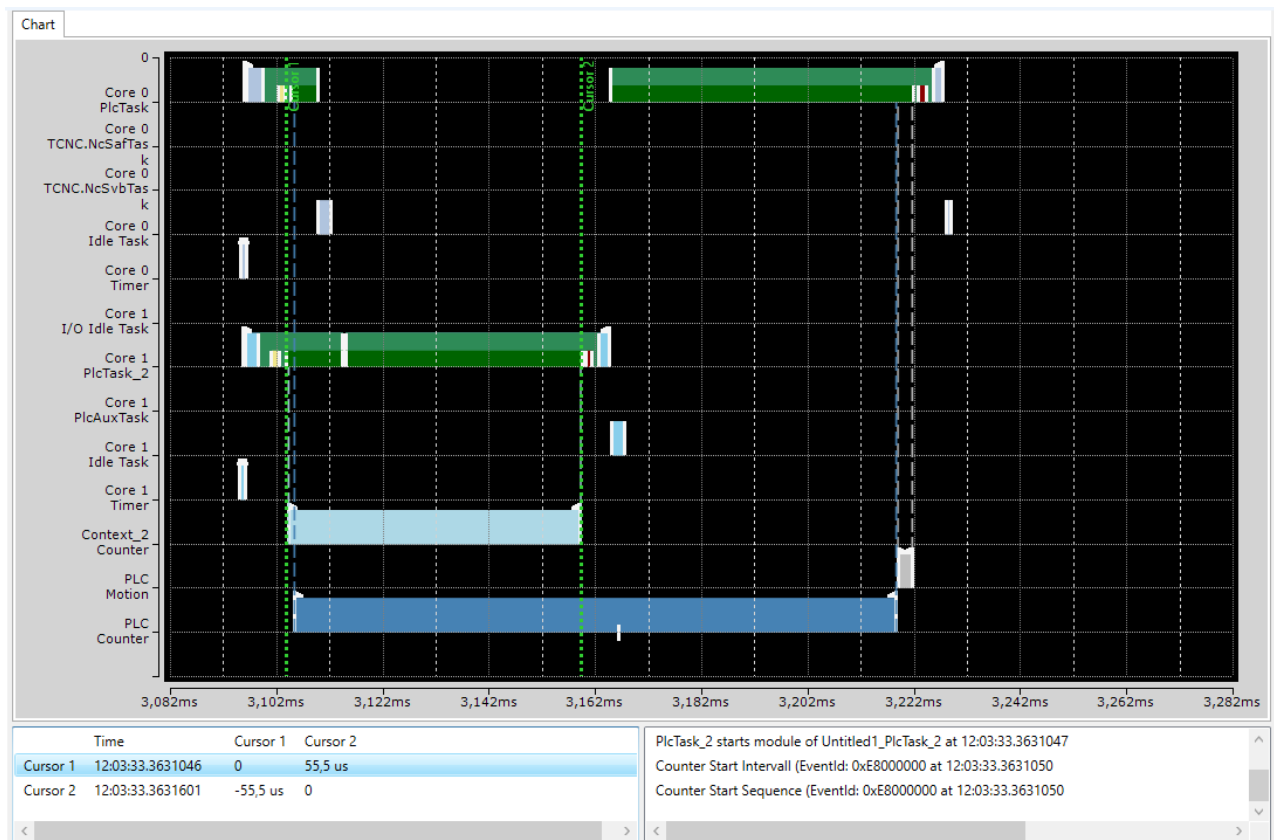 Chart
0
Core 0
PlcTask
Core 0
TCNC.NcSafTas
k
Core 0
TCNC.NcSvbTas
k
Core 0
Idle Task
Core 0
Timer
Core 1
I/O Idle Task
Core 1
PlcTask_2
Core 1
PlcAuxTask
Core 1
Idle Task
Core 1
Timer
Context_2
Counter
PLC
Motion
PLC
Counter
Cursor 1
Cursor 2
3,082ms 3,102ms 3,122ms 3,142ms 3,162ms 3,182ms 3,202ms 3,222ms 3,242ms 3,262ms 3,282ms
Time Cursor 1 Cursor 2
Cursor 1 12:03:33.3631046 0 55,5 us
Cursor 2 12:03:33.3631601 -55,5 us 0
PlcTask_2 starts module of Untitled1_PlcTask_2 at 12:03:33.3631047
Counter Start Intervall (EventId: 0xE8000000 at 12:03:33.3631050
Counter Start Sequence (EventId: 0xE8000000 at 12:03:33.3631050